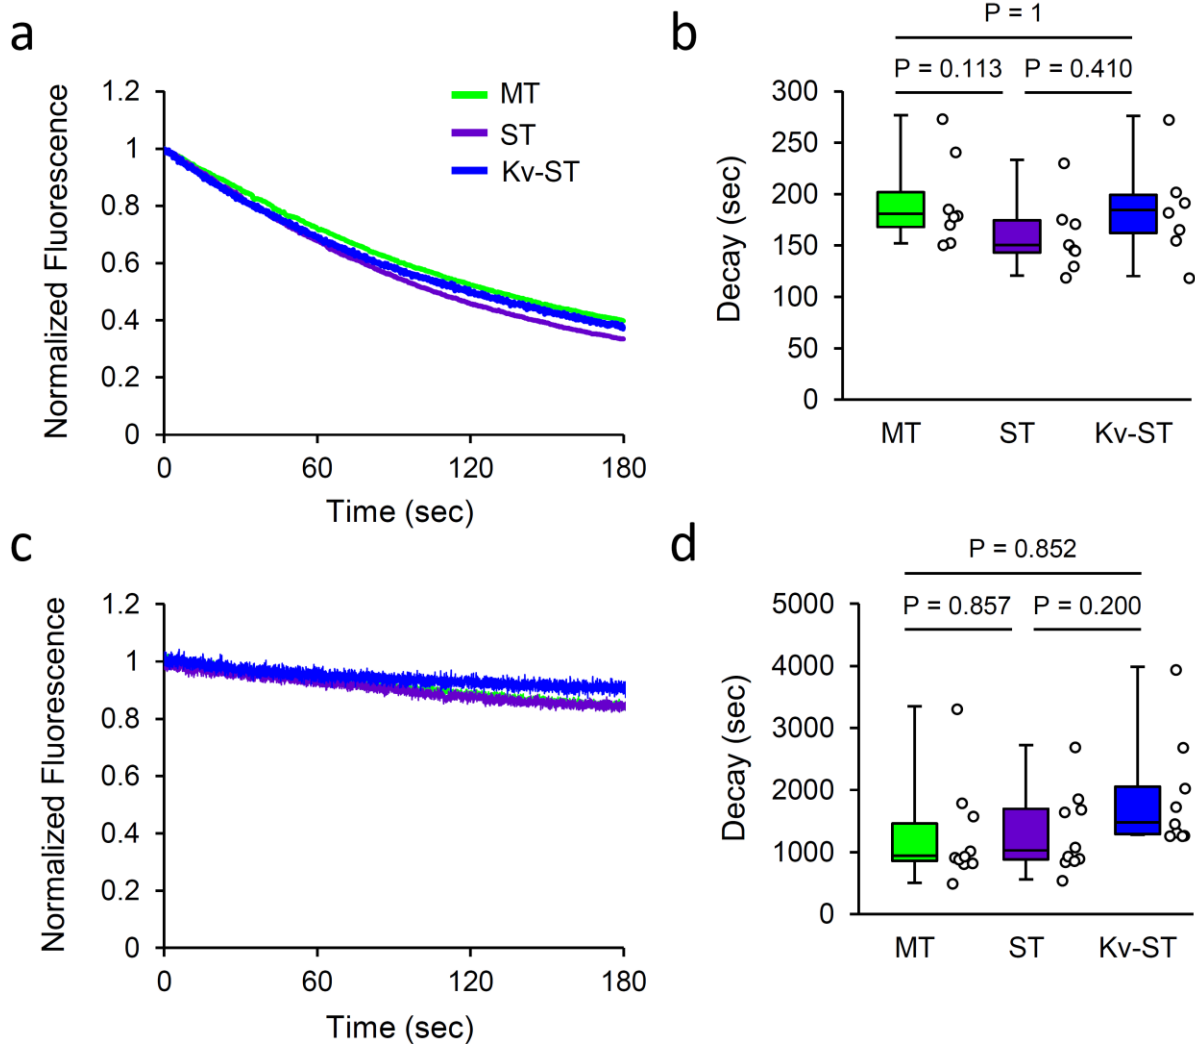 a
Normalized Fluorescence
1.2
1
0.8
0.6
0.4
0.2
0
0
60
120
180
Time (sec)
MT
ST
Kv-ST
b
P = 1
P = 0.113
P = 0.410
Decay (sec)
300
250
200
150
100
50
0
MT
ST
Kv-ST
c
Normalized Fluorescence
1.2
1
0.8
0.6
0.4
0.2
0
0
60
120
180
Time (sec)
d
P = 0.852
P = 0.857
P = 0.200
Decay (sec)
5000
4000
3000
2000
1000
0
MT
ST
Kv-ST